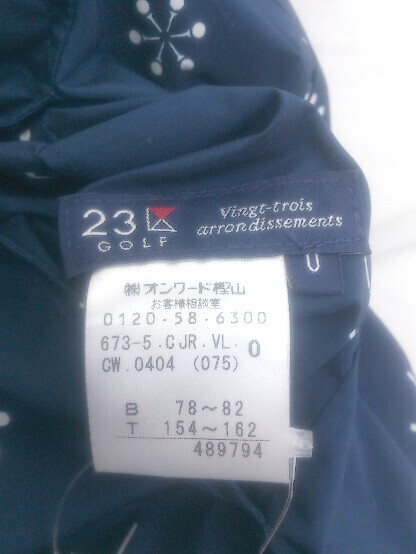 23
GOLF
Vingt-trois
arrondissements
0
㈱オンワード樫山
お客様相談室
0120-58-6300
673-5.CJR.VL. 0
CW.0404 (075)
B 78～82
T 154～162
489794